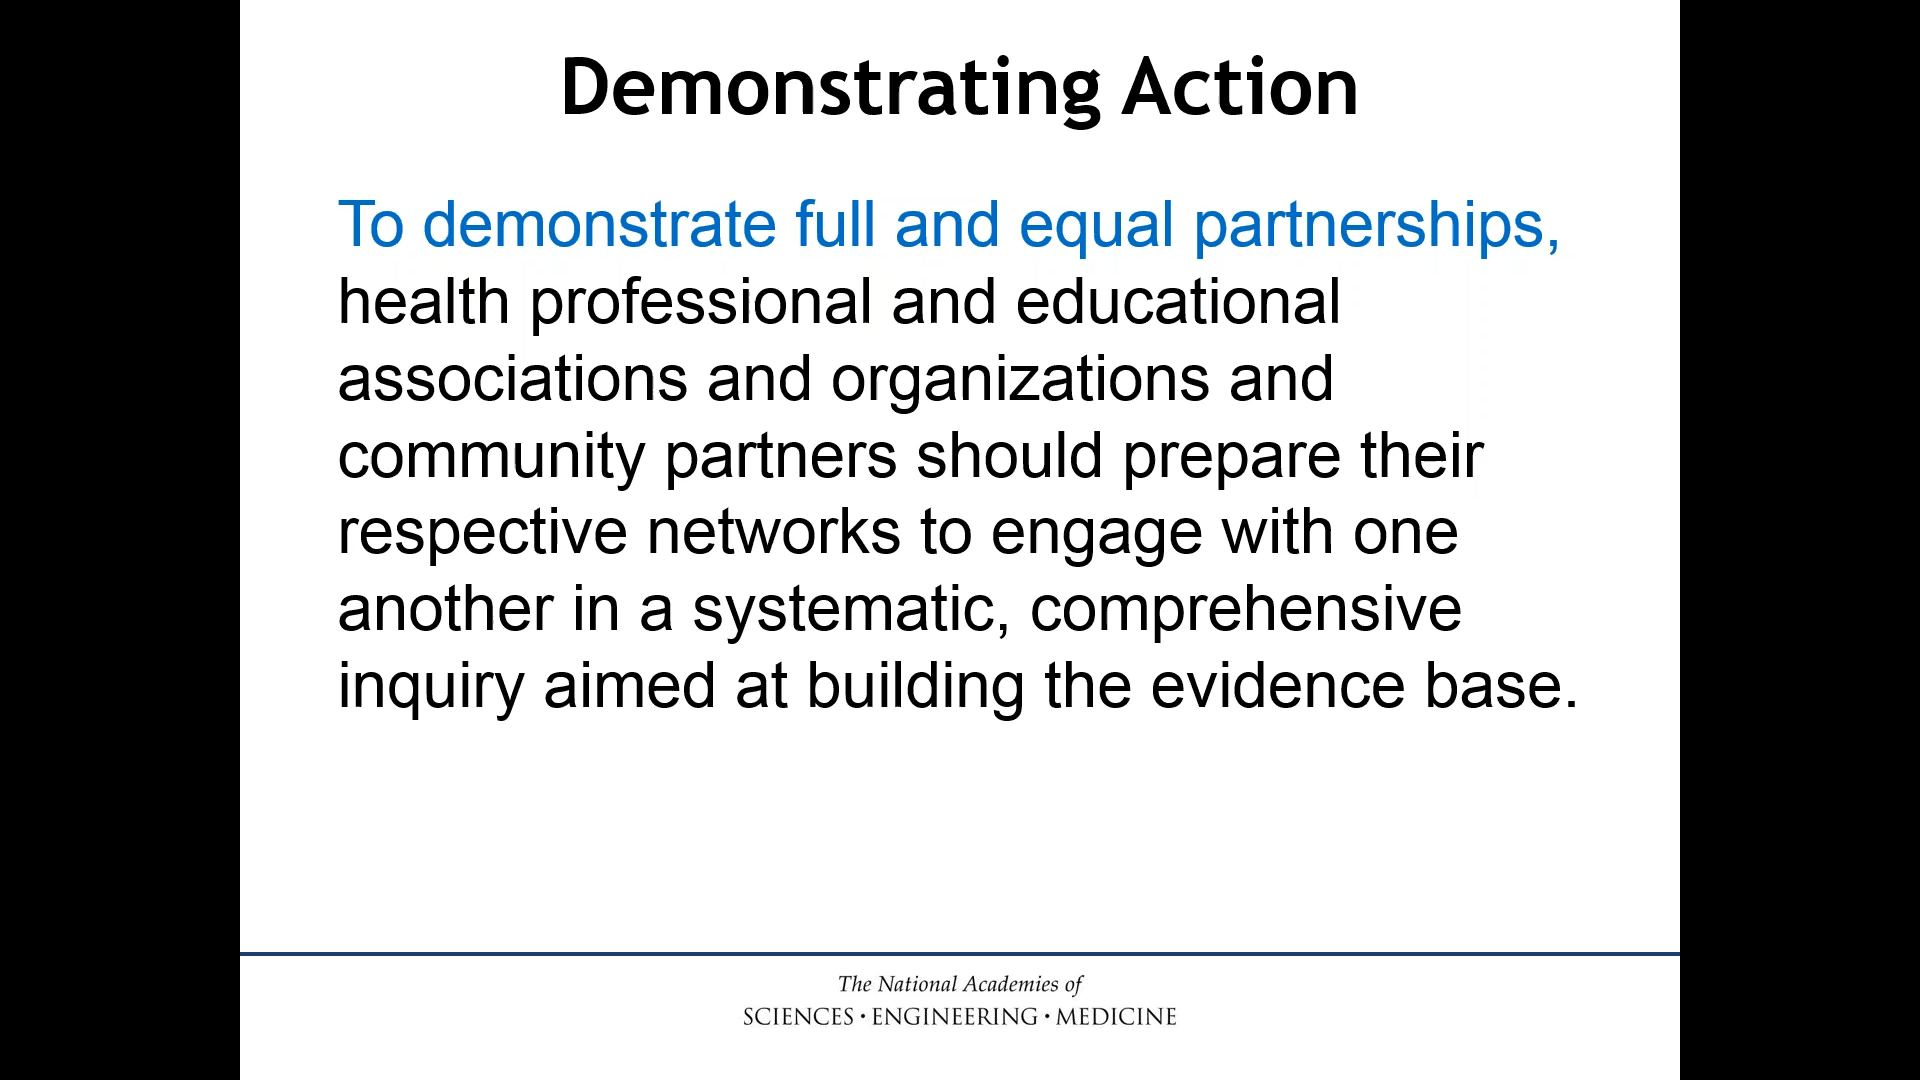 Demonstrating Action
To demonstrate full and equal partnerships,
health professional and educational
associations and organizations and
community partners should prepare their
respective networks to engage with one
another in a systematic, comprehensive
inquiry aimed at building the evidence base.
The National Academies of
SCIENCES · ENGINEERING · MEDICINE